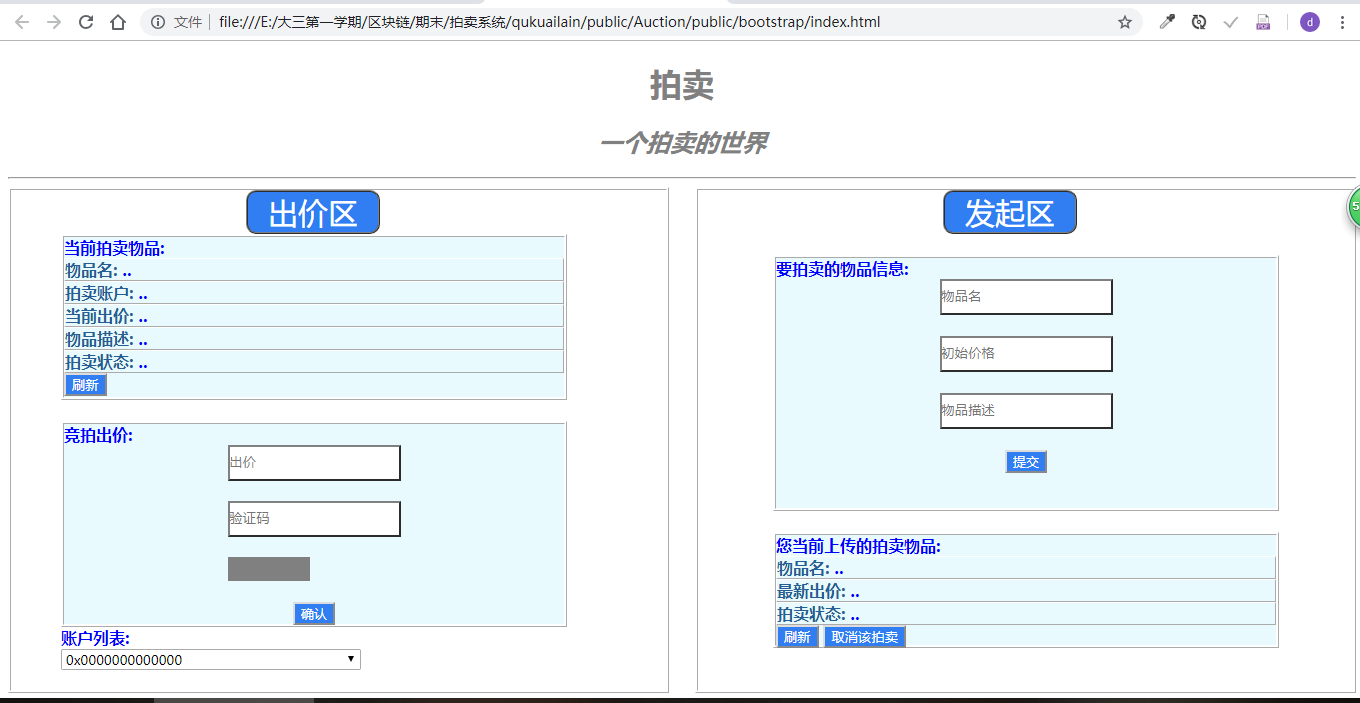 文件 file:///E:/大三第一学期/区块链/期末/拍卖系统/qukuailain/public/Auction/public/bootstrap/index.html
PDF
d
拍卖
一个拍卖的世界
出价区
当前拍卖物品:
物品名: ..
拍卖账户: ..
当前出价: ..
物品描述: ..
拍卖状态: ..
刷新
竞拍出价:
出价
验证码
确认
账户列表:
0x0000000000000
发起区
5
要拍卖的物品信息:
物品名
初始价格
物品描述
提交
您当前上传的拍卖物品:
物品名: ..
最新出价: ..
拍卖状态: ..
刷新 取消该拍卖